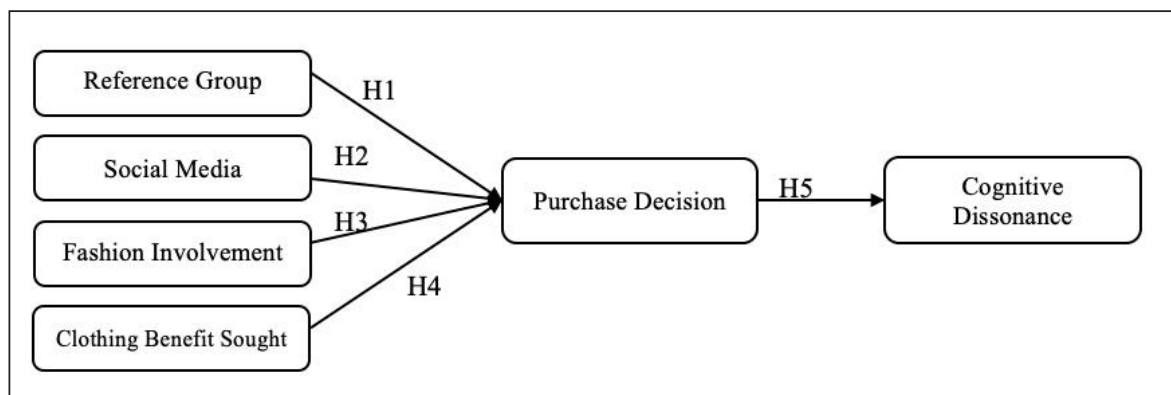 Reference Group
H1
Social Media
H2
Fashion Involvement
H3
Clothing Benefit Sought
H4
Purchase Decision
H5
Cognitive
Dissonance